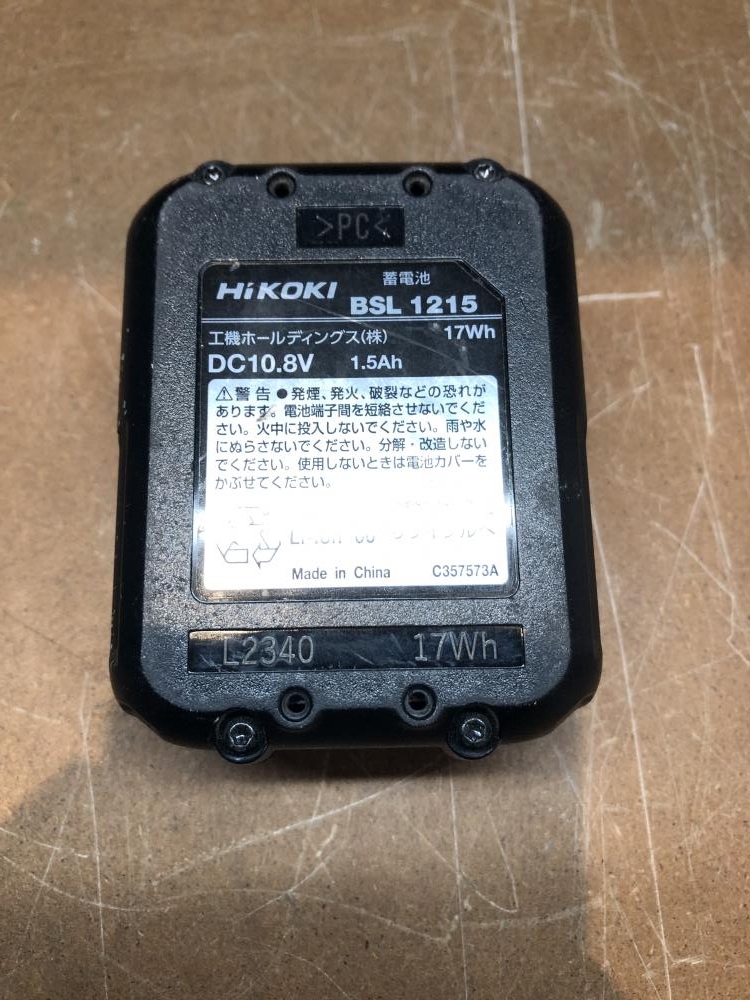 >PC<
HiKOKI 蓄電池
BSL 1215
工機ホールディングス(株) 17Wh
DC10.8V 1.5Ah
⚠警告 ●発煙、発火、破裂などの恐れが
あります。電池端子間を短絡させないでくだ
さい。火中に投入しないでください。雨や水
にぬらさないでください。分解・改造しない
でください。使用しないときは電池カバーを
かぶせてください。
Li-ion
Made in China C357573A
L2340 17Wh